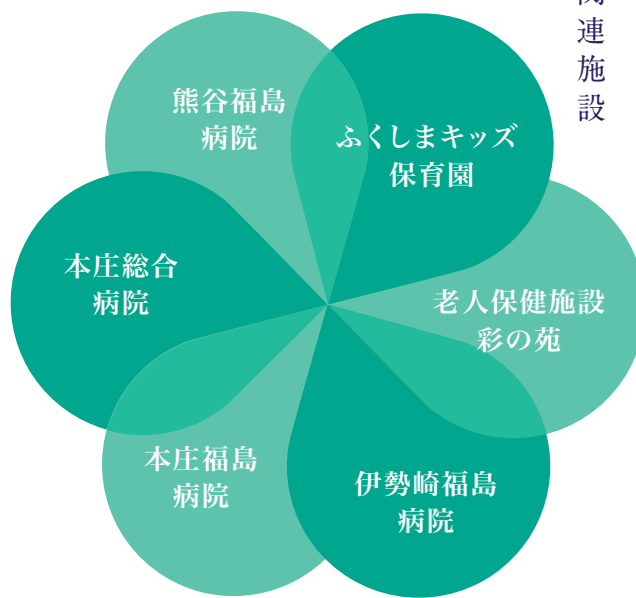 連施設
熊谷福島
病院
ふくしまキッズ
保育園
本庄総合
病院
老人保健施設
彩の苑
本庄福島
病院
伊勢崎福島
病院